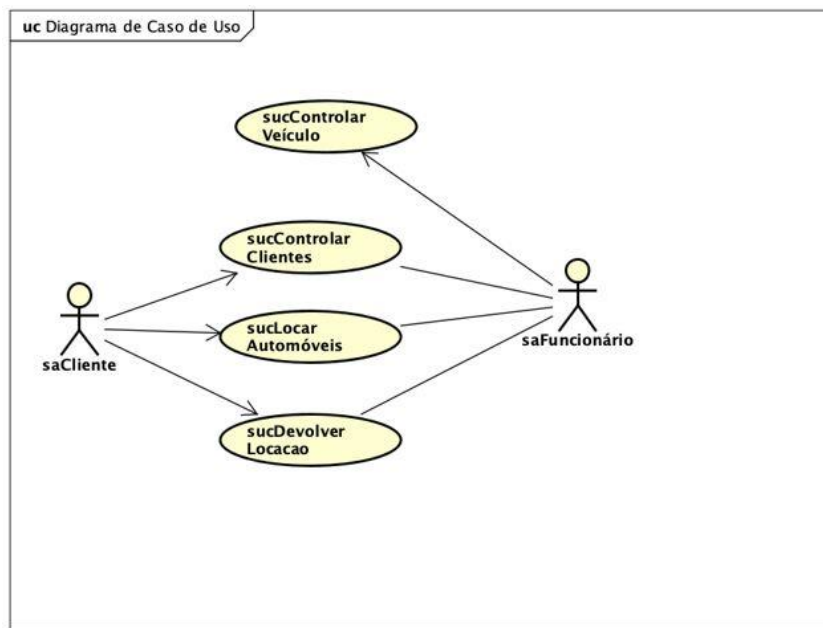 uc Diagrama de Caso de Uso
sucControlar
Veículo
sucControlar
Clientes
sucLocar
Automóveis
sucDevolver
Locacao
saCliente
saFuncionário